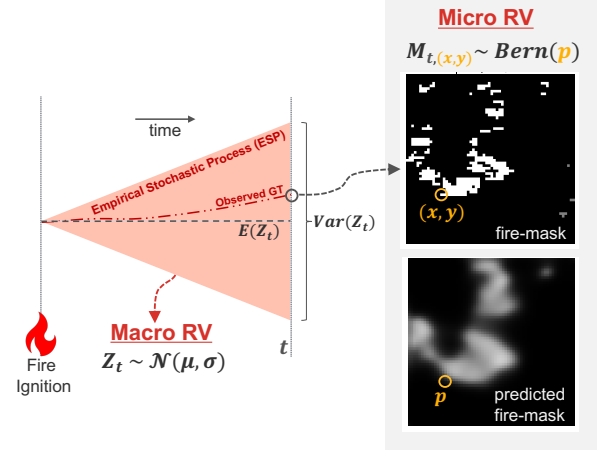 Micro RV
M_{t,(x,y)} ~ Bern(p)
time
Empirical Stochastic Process (ESP)
Observed GT
E(Z_t)
Var(Z_t)
(x, y)
fire-mask
Macro RV
Z_t ~ 𝒩(μ, σ)
t
Fire
Ignition
p
predicted
fire-mask